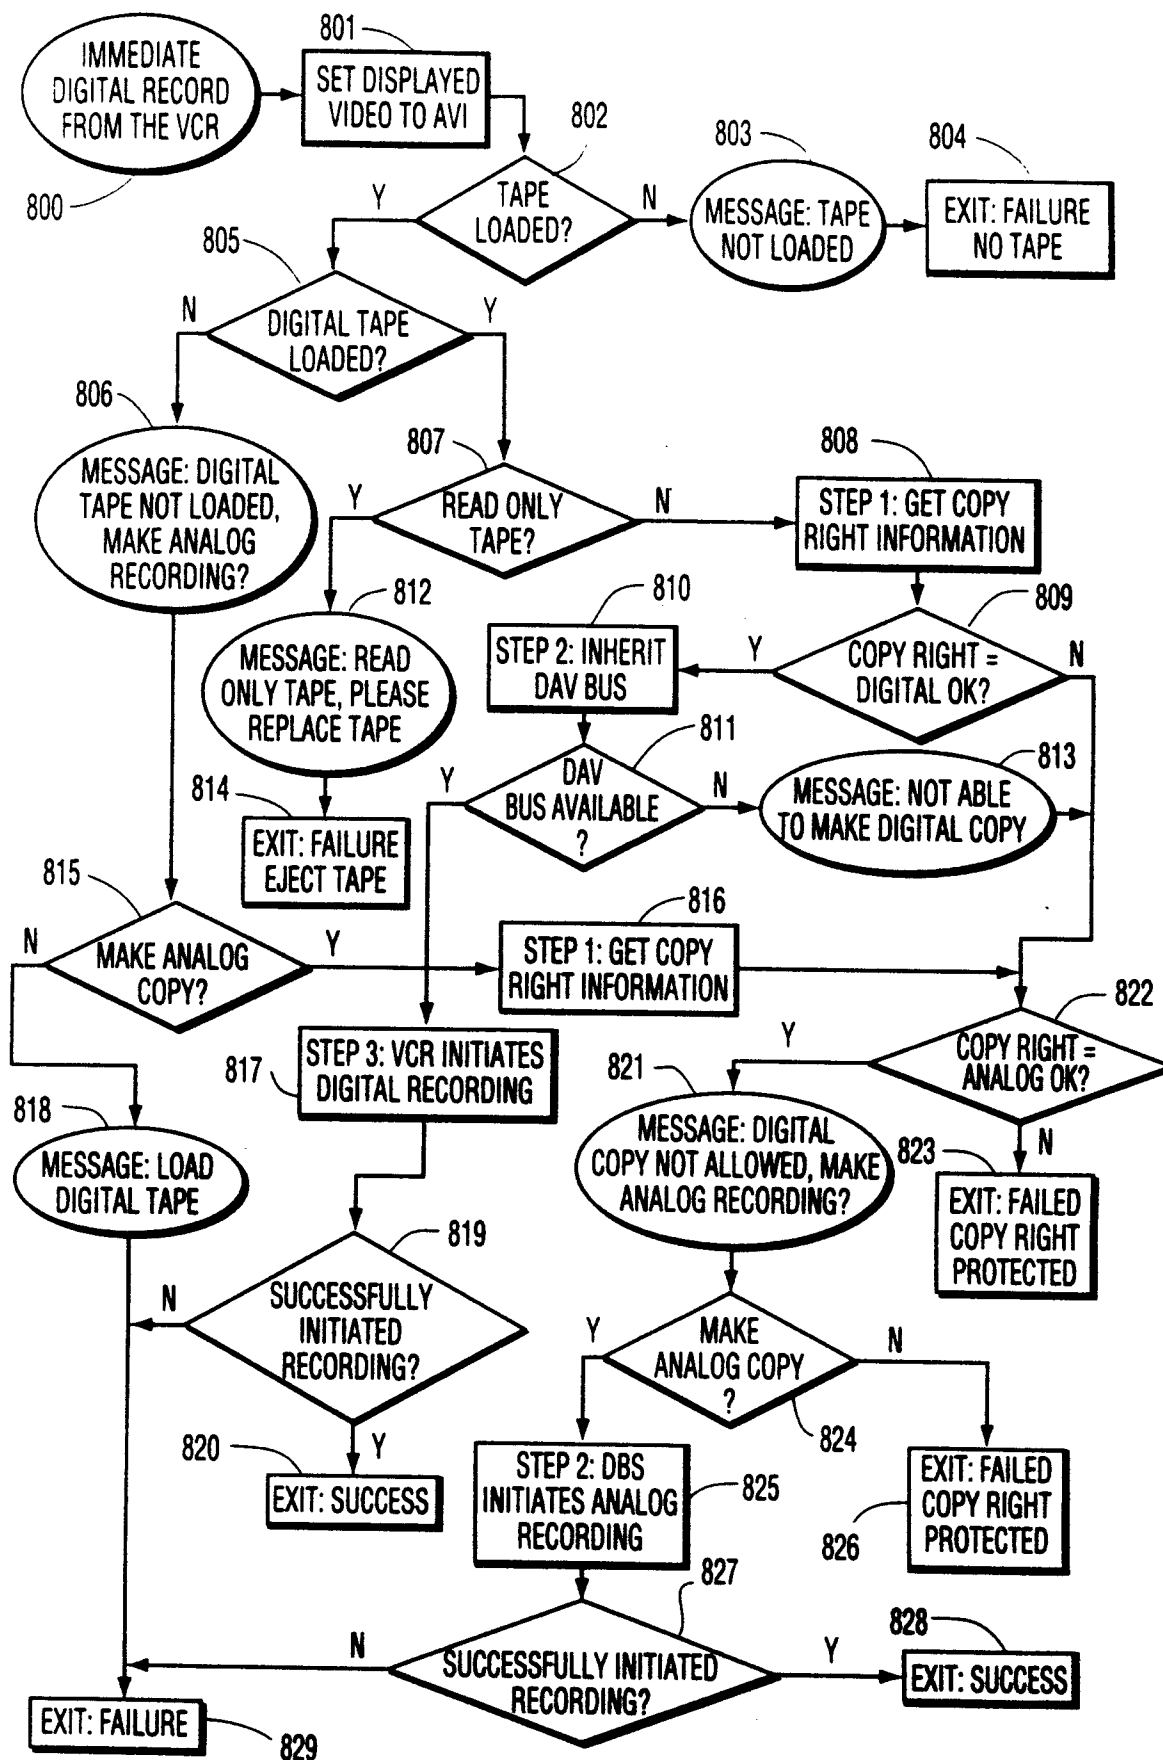 IMMEDIATE
DIGITAL RECORD
FROM THE VCR
800
801
SET DISPLAYED
VIDEO TO AVI
802
TAPE
LOADED?
Y
N
803
MESSAGE: TAPE
NOT LOADED
804
EXIT: FAILURE
NO TAPE
805
DIGITAL TAPE
LOADED?
N
Y
806
MESSAGE: DIGITAL
TAPE NOT LOADED,
MAKE ANALOG
RECORDING?
807
READ ONLY
TAPE?
Y
N
808
STEP 1: GET COPY
RIGHT INFORMATION
809
COPY RIGHT =
DIGITAL OK?
Y
N
810
STEP 2: INHERIT
DAV BUS
811
DAV
BUS AVAILABLE
?
Y
N
812
MESSAGE: READ
ONLY TAPE, PLEASE
REPLACE TAPE
813
MESSAGE: NOT ABLE
TO MAKE DIGITAL COPY
814
EXIT: FAILURE
EJECT TAPE
815
MAKE ANALOG
COPY?
N
Y
816
STEP 1: GET COPY
RIGHT INFORMATION
817
STEP 3: VCR INITIATES
DIGITAL RECORDING
818
MESSAGE: LOAD
DIGITAL TAPE
819
SUCCESSFULLY
INITIATED
RECORDING?
N
Y
820
EXIT: SUCCESS
821
MESSAGE: DIGITAL
COPY NOT ALLOWED, MAKE
ANALOG RECORDING?
822
COPY RIGHT =
ANALOG OK?
Y
N
823
EXIT: FAILED
COPY RIGHT
PROTECTED
824
MAKE
ANALOG COPY
?
Y
N
825
STEP 2: DBS
INITIATES ANALOG
RECORDING
826
EXIT: FAILED
COPY RIGHT
PROTECTED
827
SUCCESSFULLY INITIATED
RECORDING?
N
Y
828
EXIT: SUCCESS
EXIT: FAILURE
829